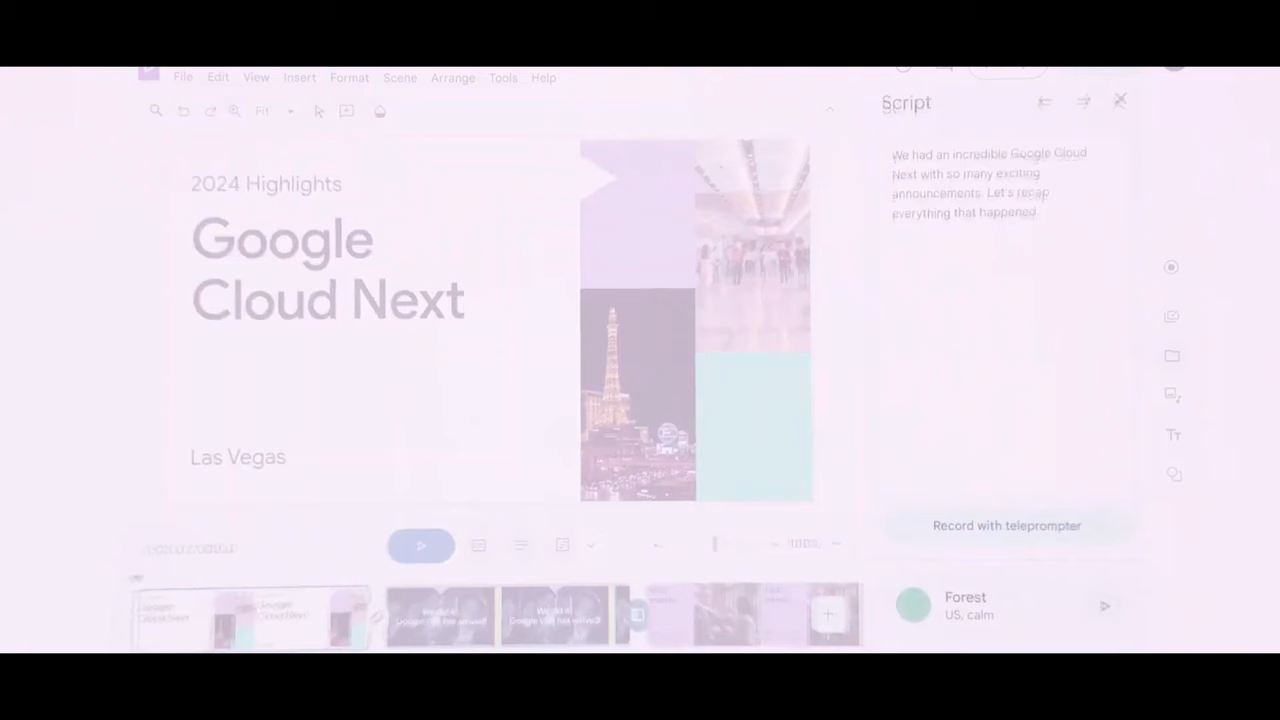 File Edit View Insert Format Scene Arrange Tools Help
Fit
Script
We had an incredible Google Cloud
Next with so many exciting
announcements. Let's recap
everything that happened
2024 Highlights
Google
Cloud Next
Las Vegas
Tт
Record with teleprompter
100%
Forest
US, calm